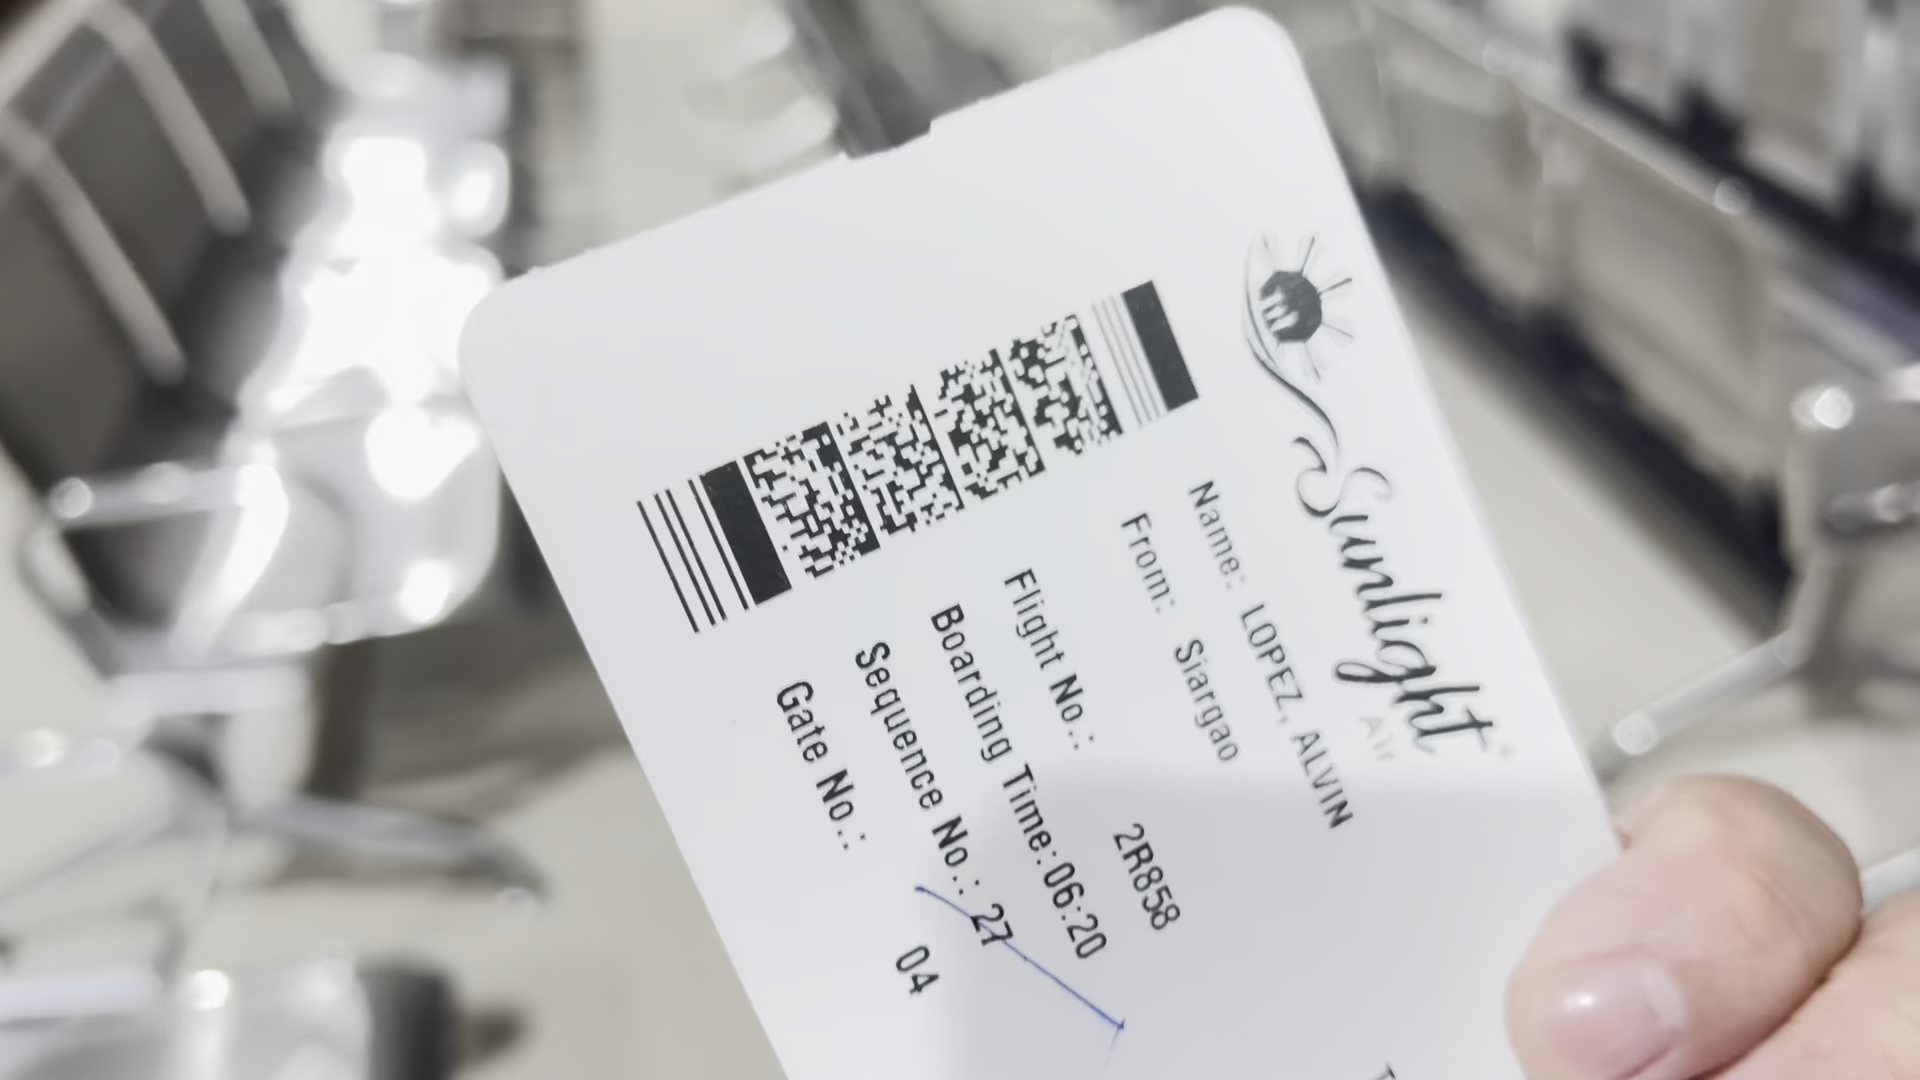 Sunlight
Air
Name: LOPEZ, ALVIN
From: Siargao
Flight No.: 2R858
Boarding Time:06:20
Sequence No.: 27
Gate No.: 04